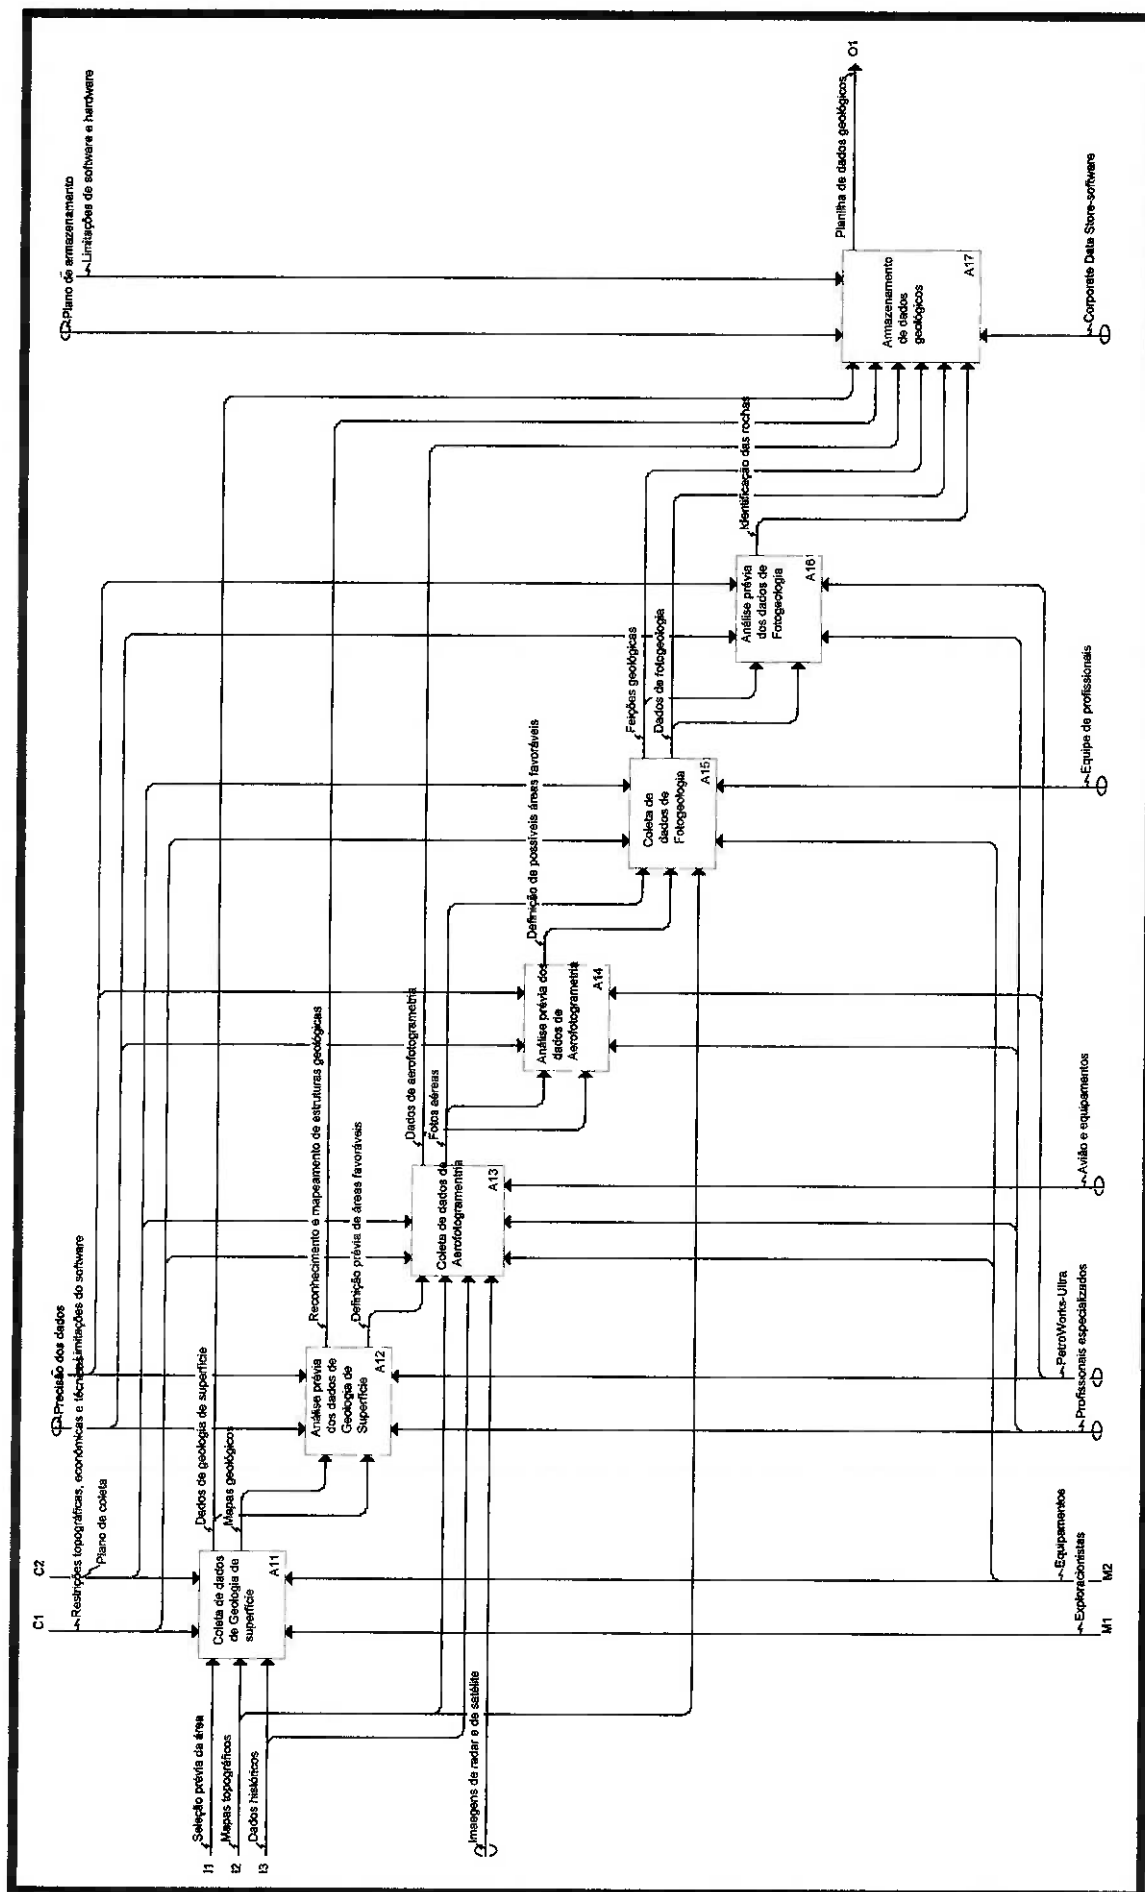 C1
C2
Restrições topográficas, econômicas e técnicas
Plano de coleta
Precisão dos dados
Limitações do software
Plano de armazenamento
Limitações de software e hardware
I1
Seleção prévia da área
I2
Mapas topográficos
I3
Dados históricos
Imagens de radar e de satélite
Coleta de dados
de Geologia de
superfície
A11
Dados de geologia de superfície
Mapas geológicos
Análise prévia
dos dados de
Geologia de
Superfície
A12
Reconhecimento e mapeamento de estruturas geológicas
Definição prévia de áreas favoráveis
Coleta de dados de
Aerofotogramentria
A13
Dados de aerofotogrametria
Fotos aéreas
Análise prévia dos
dados de
Aerofotogrametria
A14
Definição de possíveis áreas favoráveis
Coleta de
dados de
Fotogeologia
A15
Feições geológicas
Dados de fotogeologia
Análise prévia
dos dados de
Fotogeologia
A16
Identificação das rochas
Armazenamento
de dados
geológicos
A17
Planilha de dados geológicos
O1
Exploracionistas
M1
Equipamentos
M2
Profissionais especializados
PetroWorks-Ultra
Avião e equipamentos
Equipe de profissionais
Corporate Data Store-software